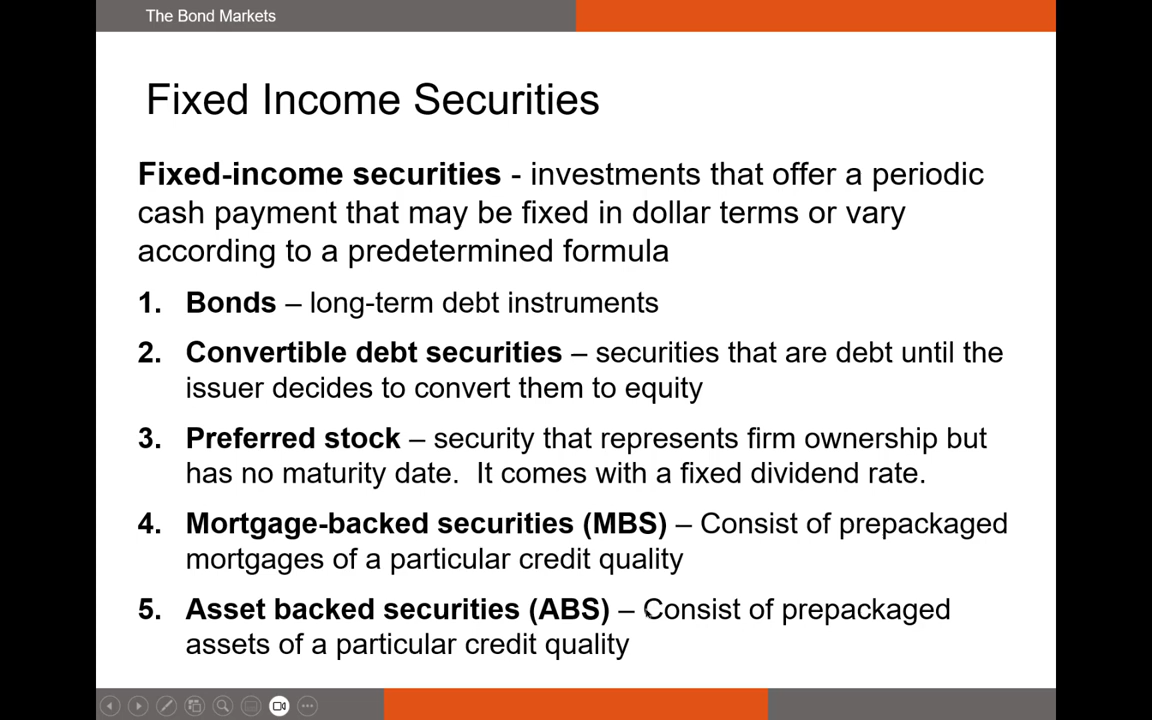 The Bond Markets
Fixed Income Securities
Fixed-income securities - investments that offer a periodic
cash payment that may be fixed in dollar terms or vary
according to a predetermined formula
1. Bonds – long-term debt instruments
2. Convertible debt securities – securities that are debt until the
issuer decides to convert them to equity
3. Preferred stock – security that represents firm ownership but
has no maturity date.  It comes with a fixed dividend rate.
4. Mortgage-backed securities (MBS) – Consist of prepackaged
mortgages of a particular credit quality
5. Asset backed securities (ABS) – Consist of prepackaged
assets of a particular credit quality